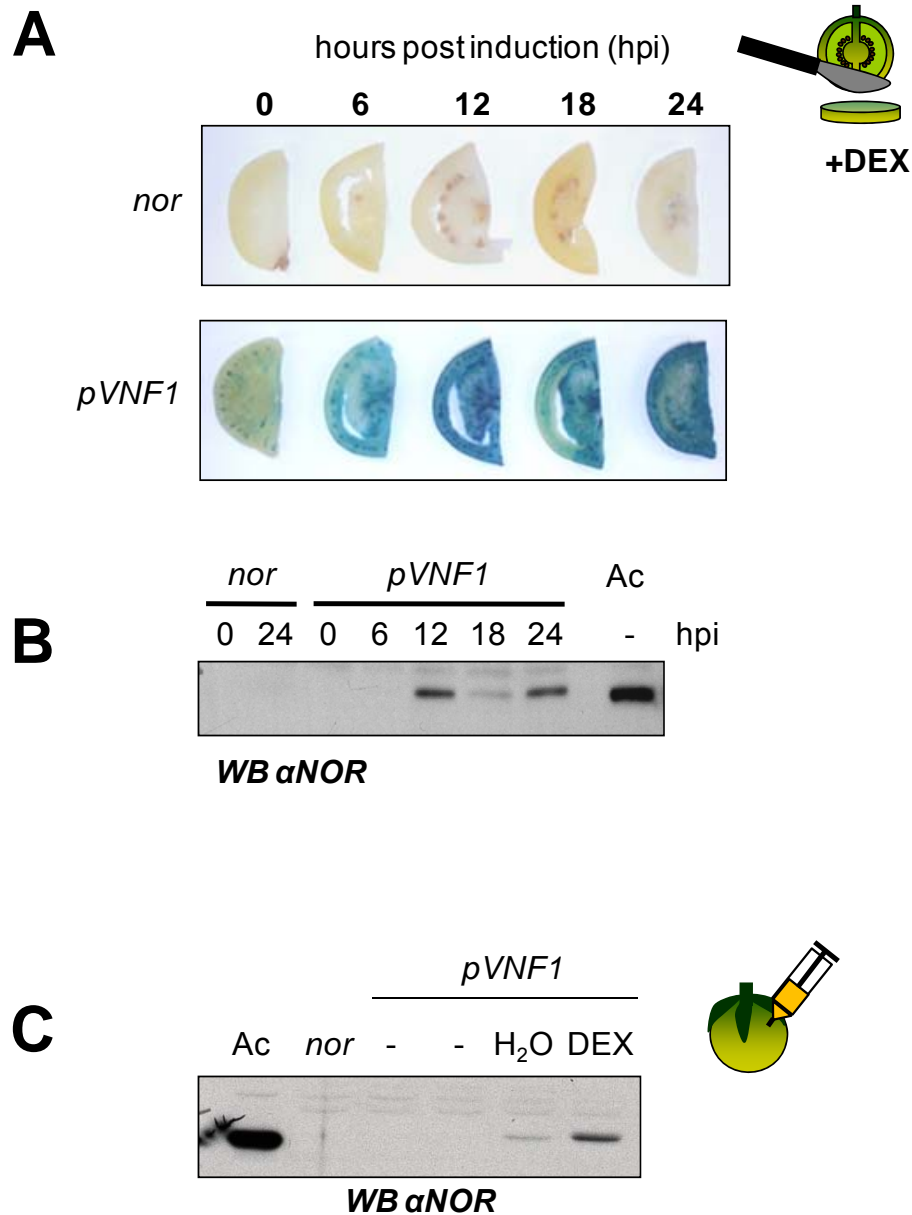 A
hours post induction (hpi)
0 6 12 18 24
+DEX
nor
pVNF1
B
nor pVNF1 Ac
0 24 0 6 12 18 24 - hpi
WB αNOR
C
pVNF1
Ac nor - - H₂O DEX
WB αNOR